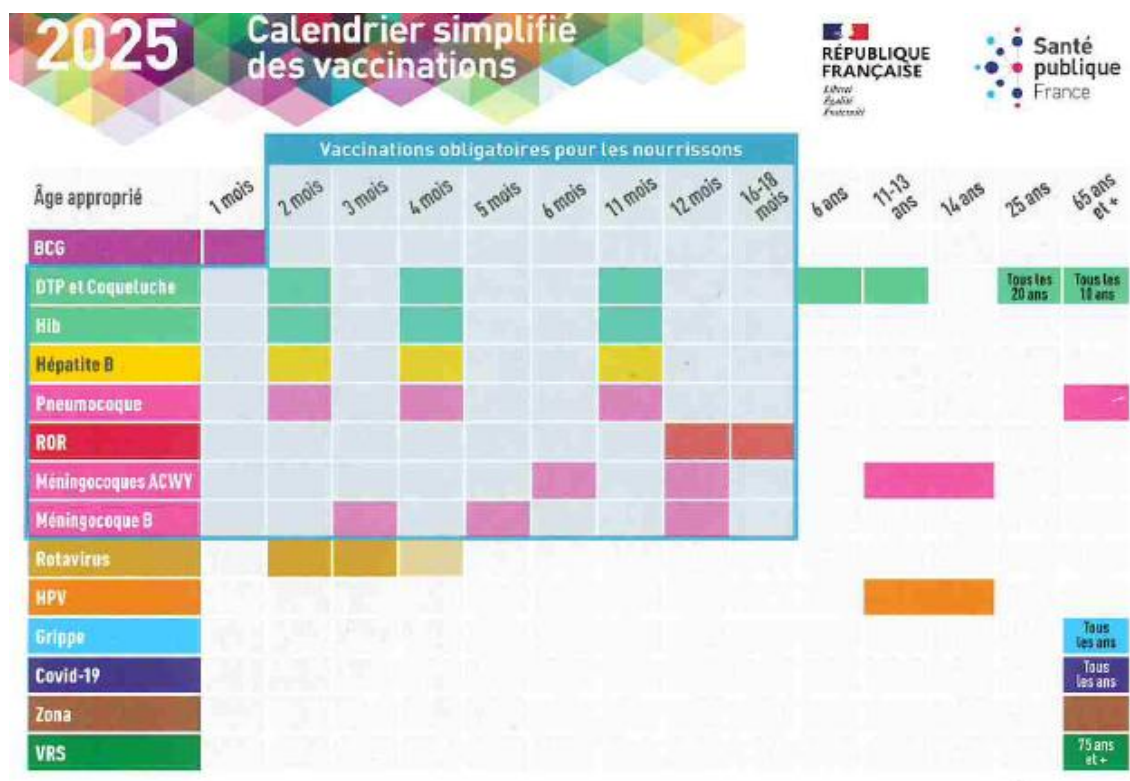 2025
Calendrier simplifié
des vaccinations
RÉPUBLIQUE
FRANÇAISE
Liberté
Égalité
Fraternité
Santé
publique
France
Vaccinations obligatoires pour les nourrissons
Âge approprié
1 mois
2 mois
3 mois
4 mois
5 mois
6 mois
11 mois
12 mois
16-18
mois
6 ans
11-13
ans
14 ans
25 ans
65 ans
et +
BCG
DTP et Coqueluche
Tous les
20 ans
Tous les
10 ans
Hib
Hépatite B
Pneumocoque
ROR
Méningocoques ACWY
Méningocoque B
Rotavirus
HPV
Grippe
Tous
les ans
Covid-19
Tous
les ans
Zona
VRS
75 ans
et +